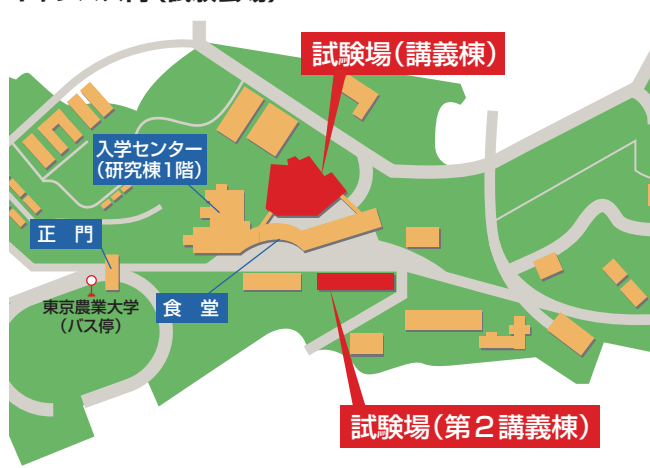 試験場(講義棟)
入学センター
(研究棟1階)
正 門
東京農業大学
(バス停)
食 堂
試験場(第2講義棟)